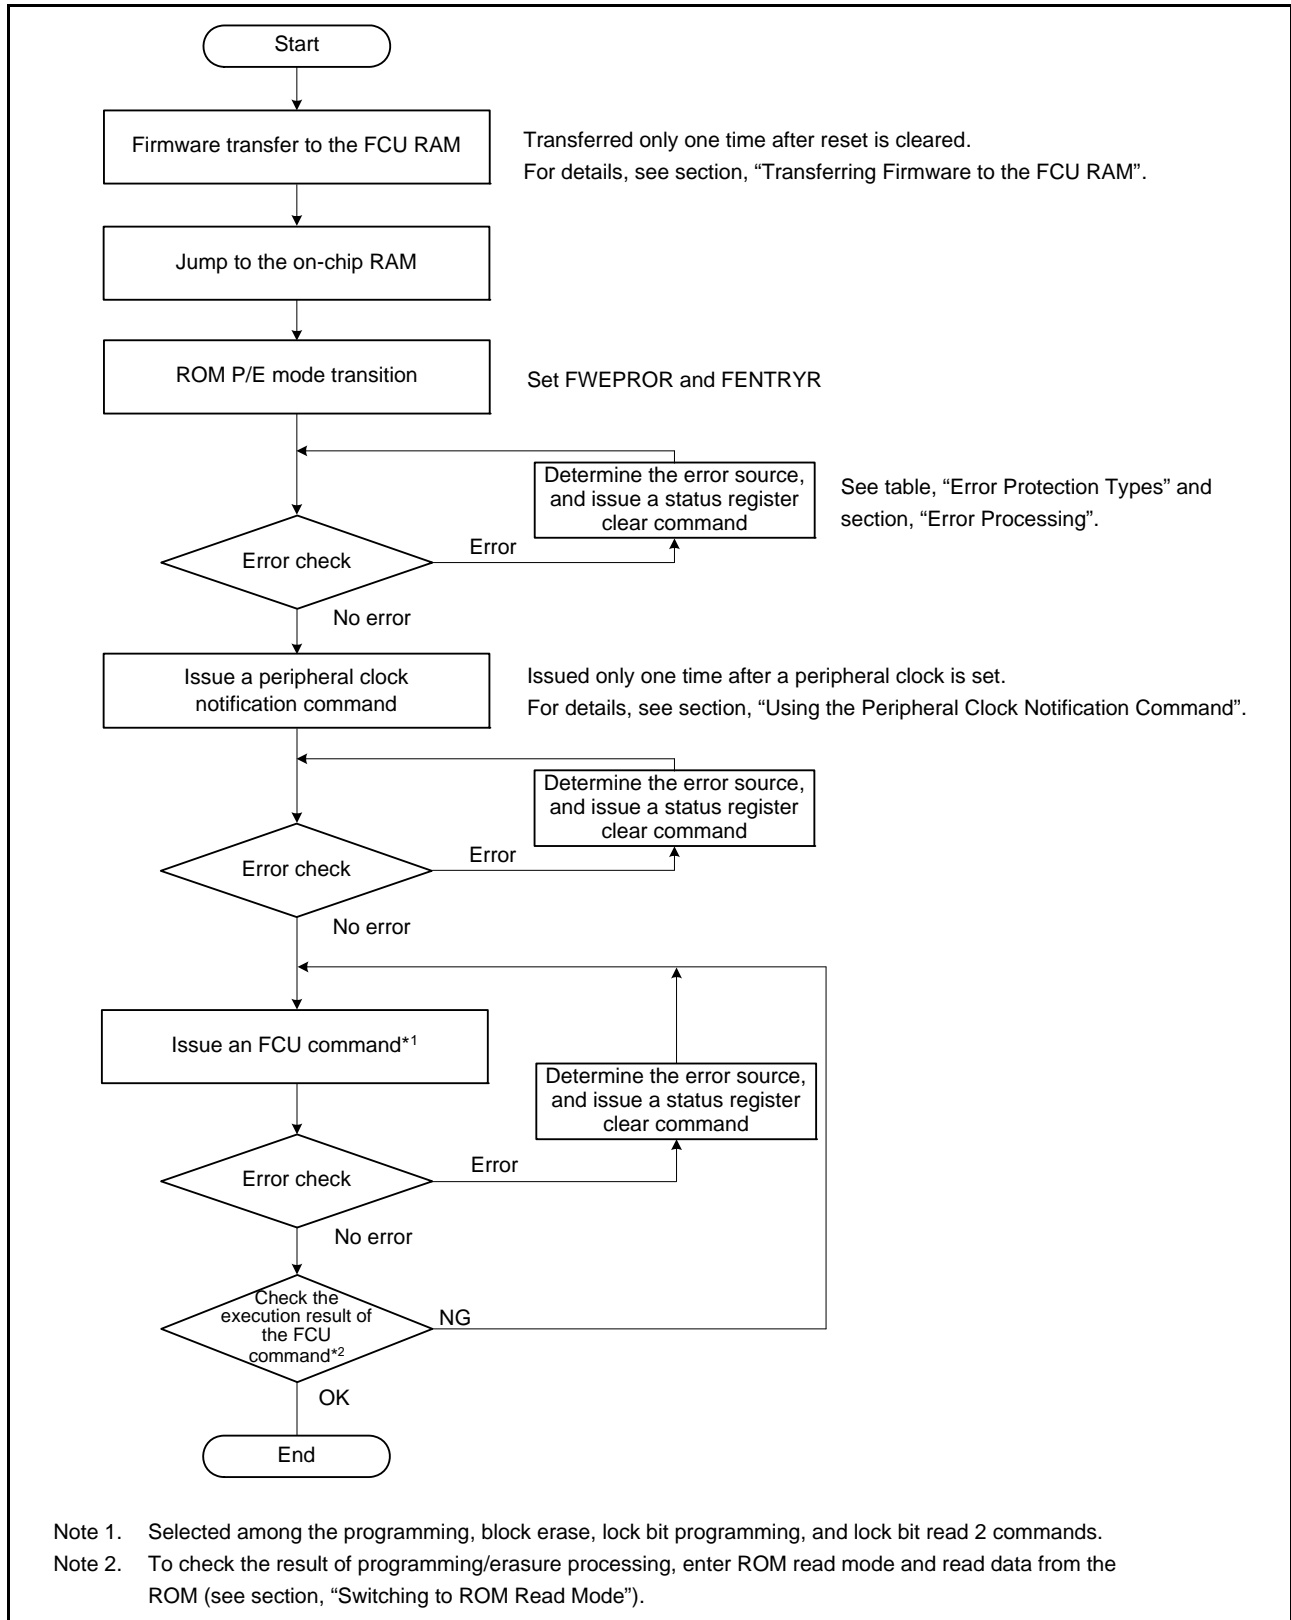 Start
Firmware transfer to the FCU RAM
Transferred only one time after reset is cleared.
For details, see section, “Transferring Firmware to the FCU RAM”.
Jump to the on-chip RAM
ROM P/E mode transition
Set FWEPROR and FENTRYR
Determine the error source,
and issue a status register
clear command
See table, “Error Protection Types” and
section, “Error Processing”.
Error check
Error
No error
Issue a peripheral clock
notification command
Issued only one time after a peripheral clock is set.
For details, see section, “Using the Peripheral Clock Notification Command”.
Determine the error source,
and issue a status register
clear command
Error check
Error
No error
Issue an FCU command*1
Determine the error source,
and issue a status register
clear command
Error check
Error
No error
Check the
execution result of
the FCU
command*2
NG
OK
End
Note 1. Selected among the programming, block erase, lock bit programming, and lock bit read 2 commands.
Note 2. To check the result of programming/erasure processing, enter ROM read mode and read data from the
ROM (see section, “Switching to ROM Read Mode”).